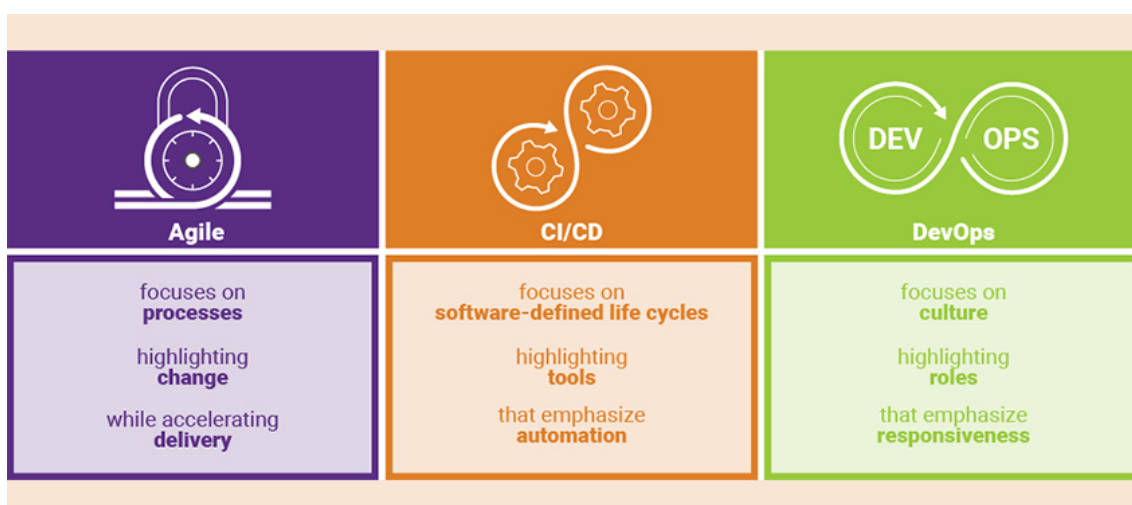 Agile
focuses on
processes
highlighting
change
while accelerating
delivery
CI/CD
focuses on
software-defined life cycles
highlighting
tools
that emphasize
automation
DEV OPS
DevOps
focuses on
culture
highlighting
roles
that emphasize
responsiveness